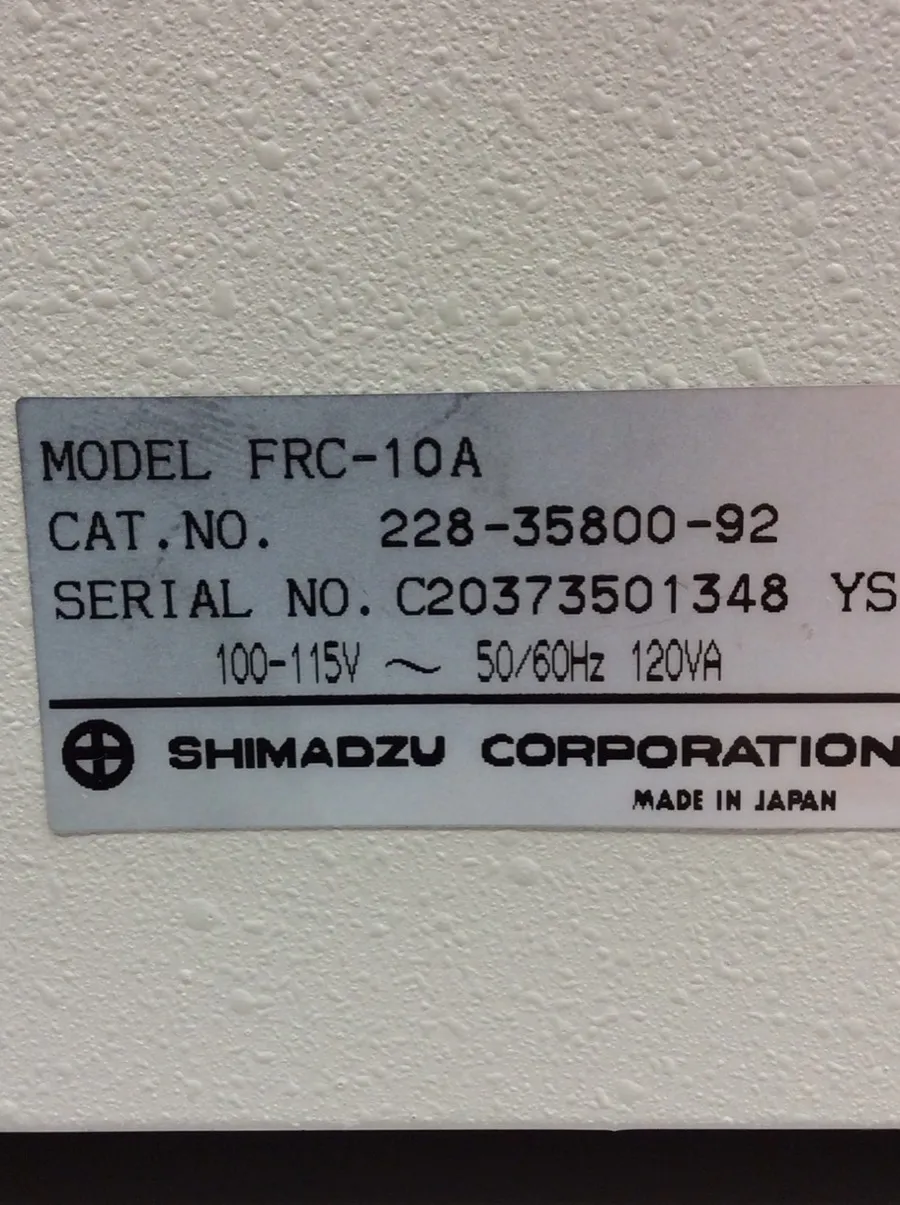 MODEL FRC-10A
CAT.NO. 228-35800-92
SERIAL NO. C20373501348 YS
100-115V ~ 50/60Hz 120VA
SHIMADZU CORPORATION
MADE IN JAPAN